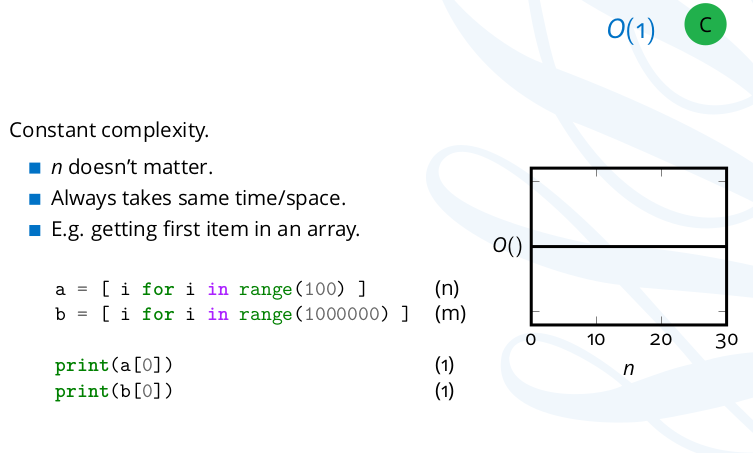 O(1)
C
Constant complexity.
n doesn't matter.
Always takes same time/space.
E.g. getting first item in an array.
a = [ i for i in range(100) ] (n)
b = [ i for i in range(1000000) ] (m)
print(a[0]) (1)
print(b[0]) (1)
O()
0 10 20 30
n